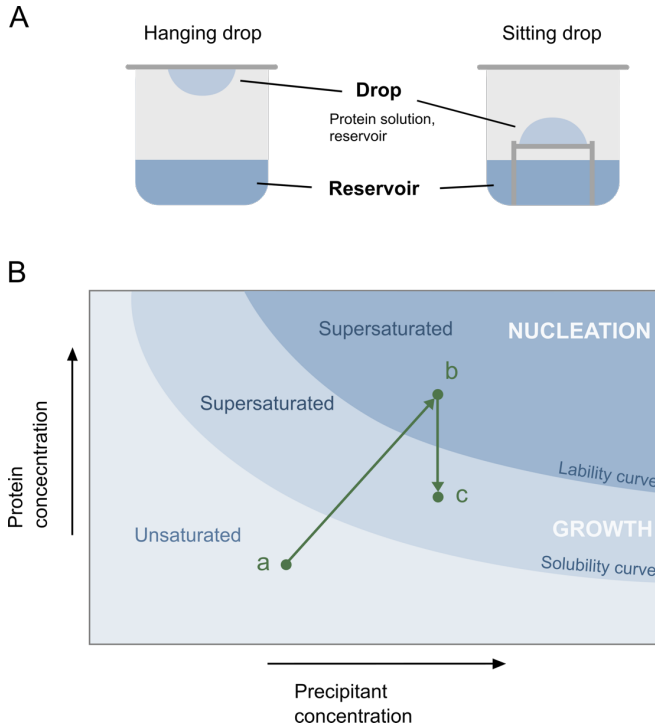 A
Hanging drop
Sitting drop
Drop
Protein solution,
reservoir
Reservoir
B
Supersaturated
NUCLEATION
b
Supersaturated
Lability curve
c
GROWTH
Unsaturated
a
Solubility curve
Protein
concecntration
Precipitant
concentration